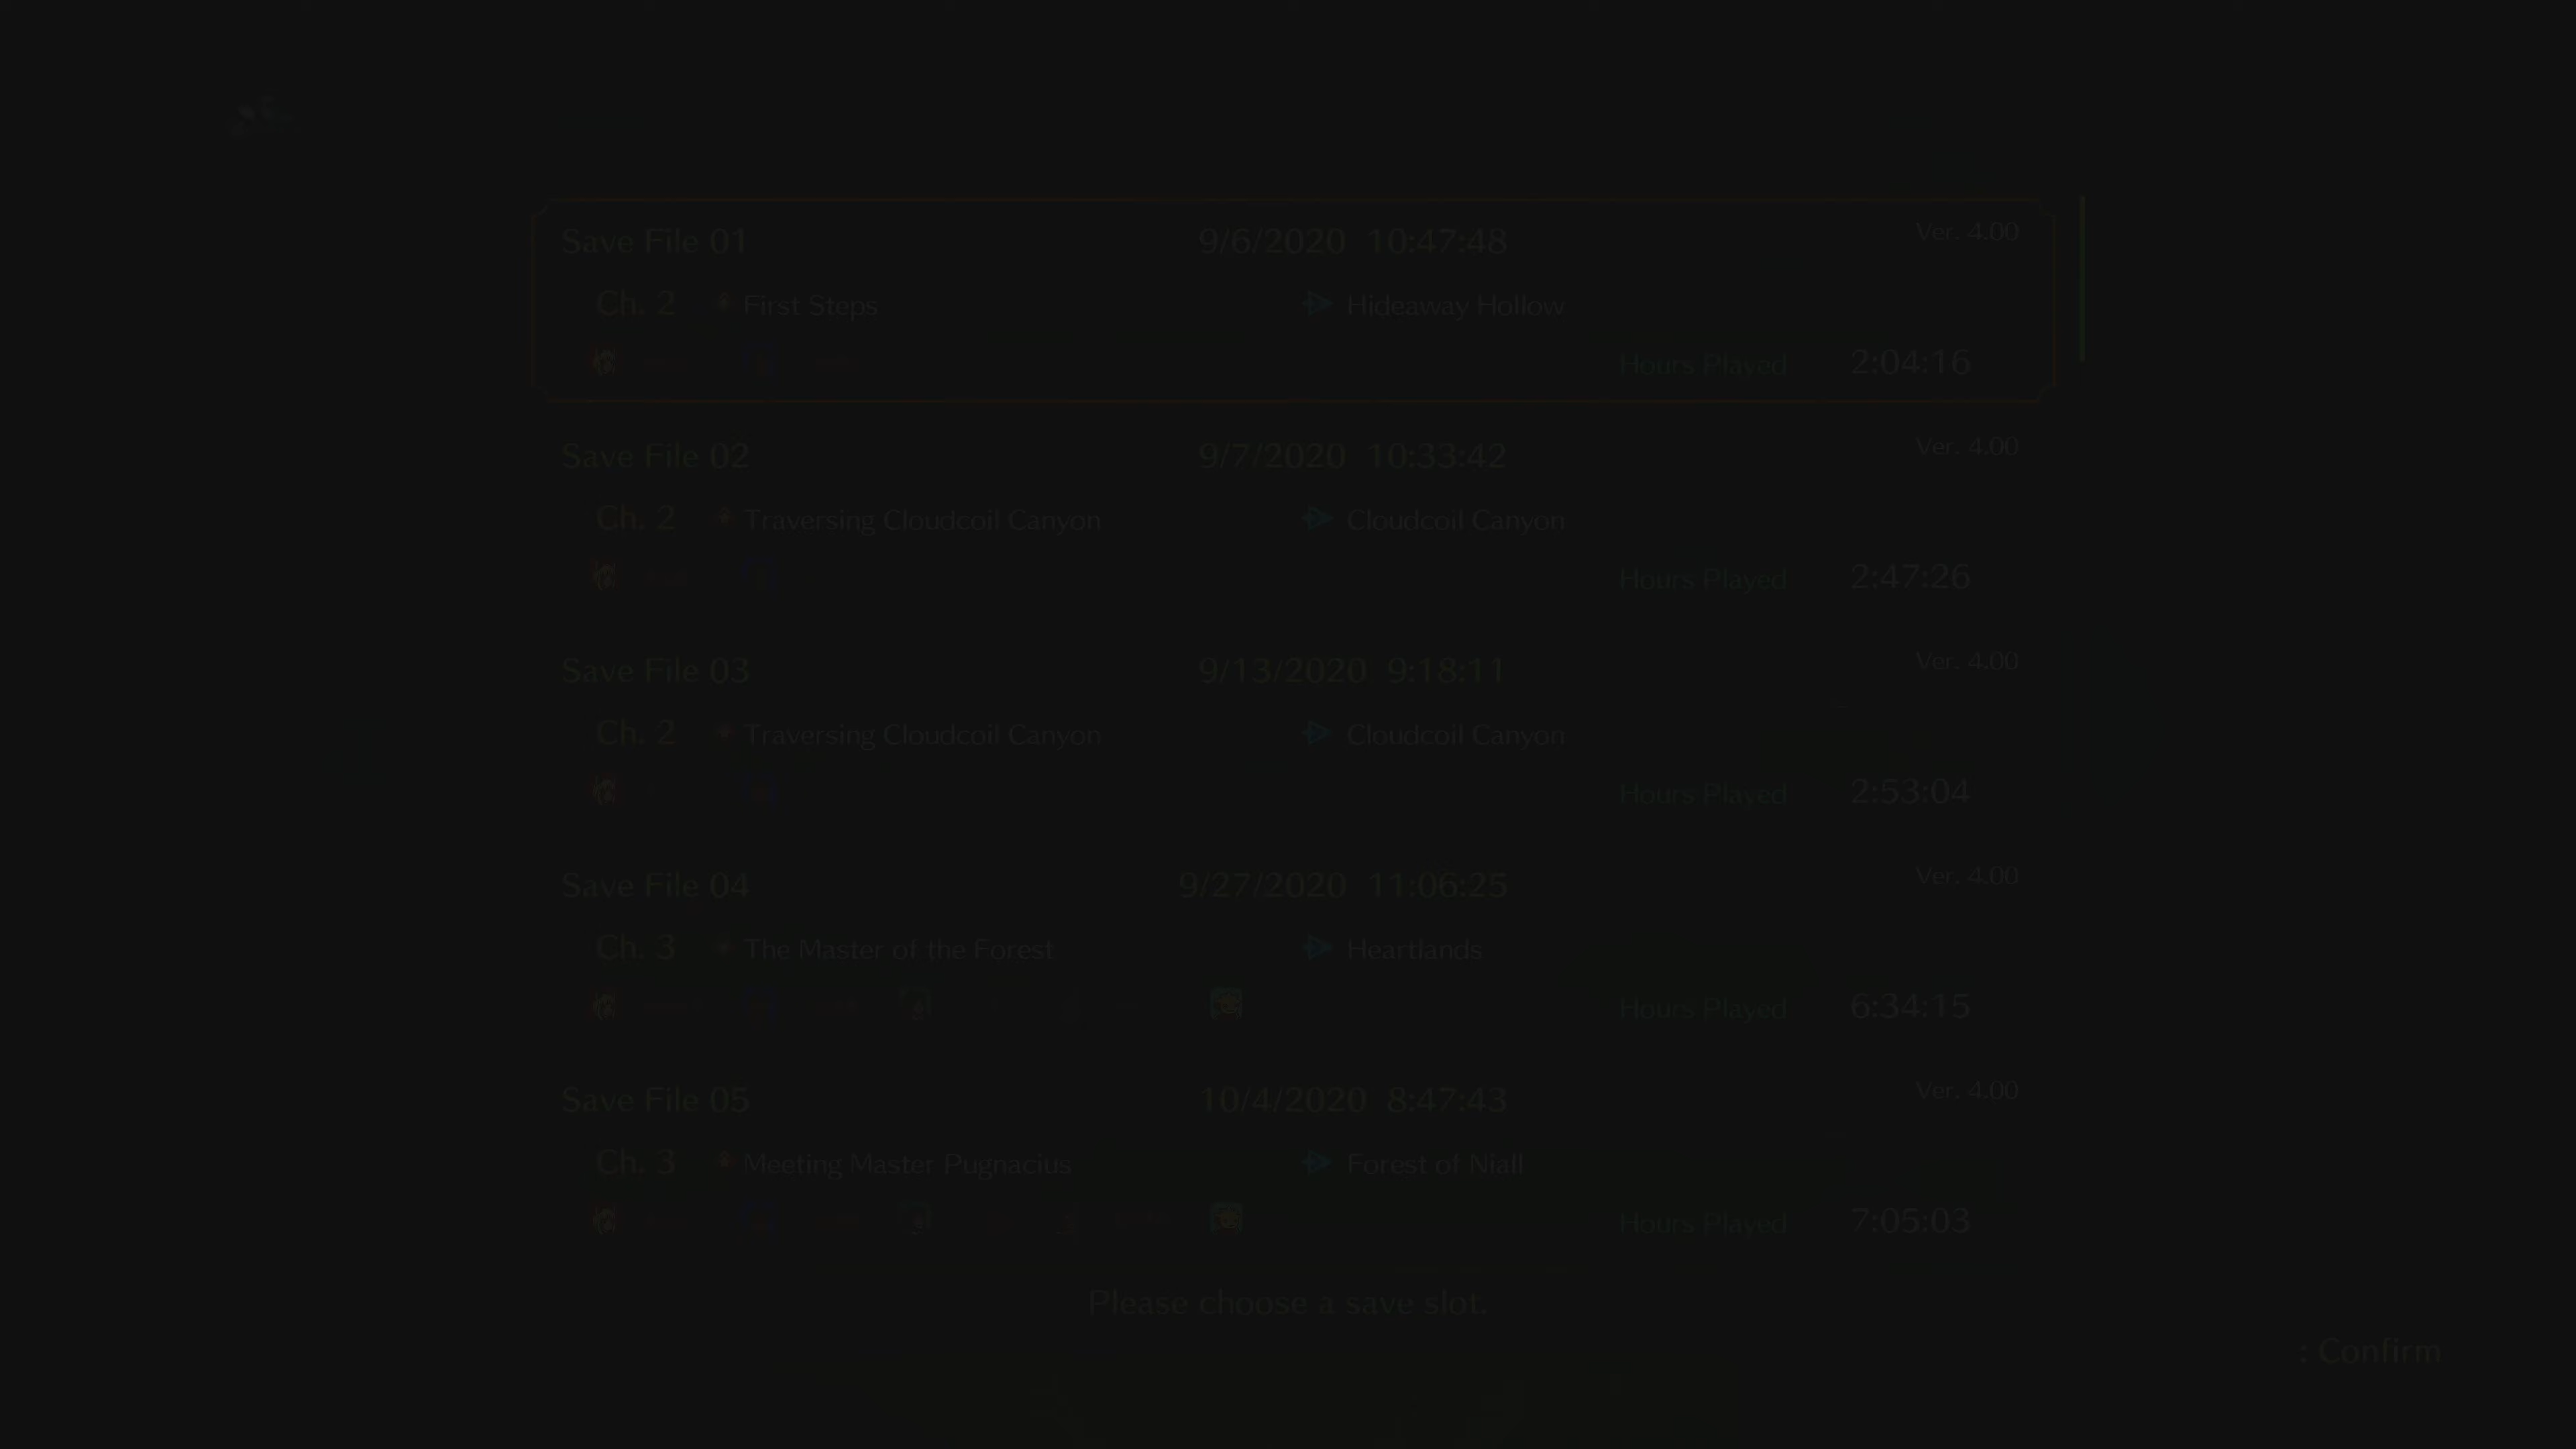 Save File 01 9/6/2020 10:47:48 Ver. 4.00
Ch. 2 First Steps Hideaway Hollow
Hours Played 2:04:16
Save File 02 9/7/2020 10:33:42 Ver. 4.00
Ch. 2 Traversing Cloudcoil Canyon Cloudcoil Canyon
Hours Played 2:47:26
Save File 03 9/13/2020 9:18:11 Ver. 4.00
Ch. 2 Traversing Cloudcoil Canyon Cloudcoil Canyon
Hours Played 2:53:04
Save File 04 9/27/2020 11:06:25 Ver. 4.00
Ch. 3 The Master of the Forest Heartlands
Hours Played 6:34:15
Save File 05 10/4/2020 8:47:43 Ver. 4.00
Ch. 3 Meeting Master Pugnacius Forest of Niall
Hours Played 7:05:03
Please choose a save slot.
: Confirm